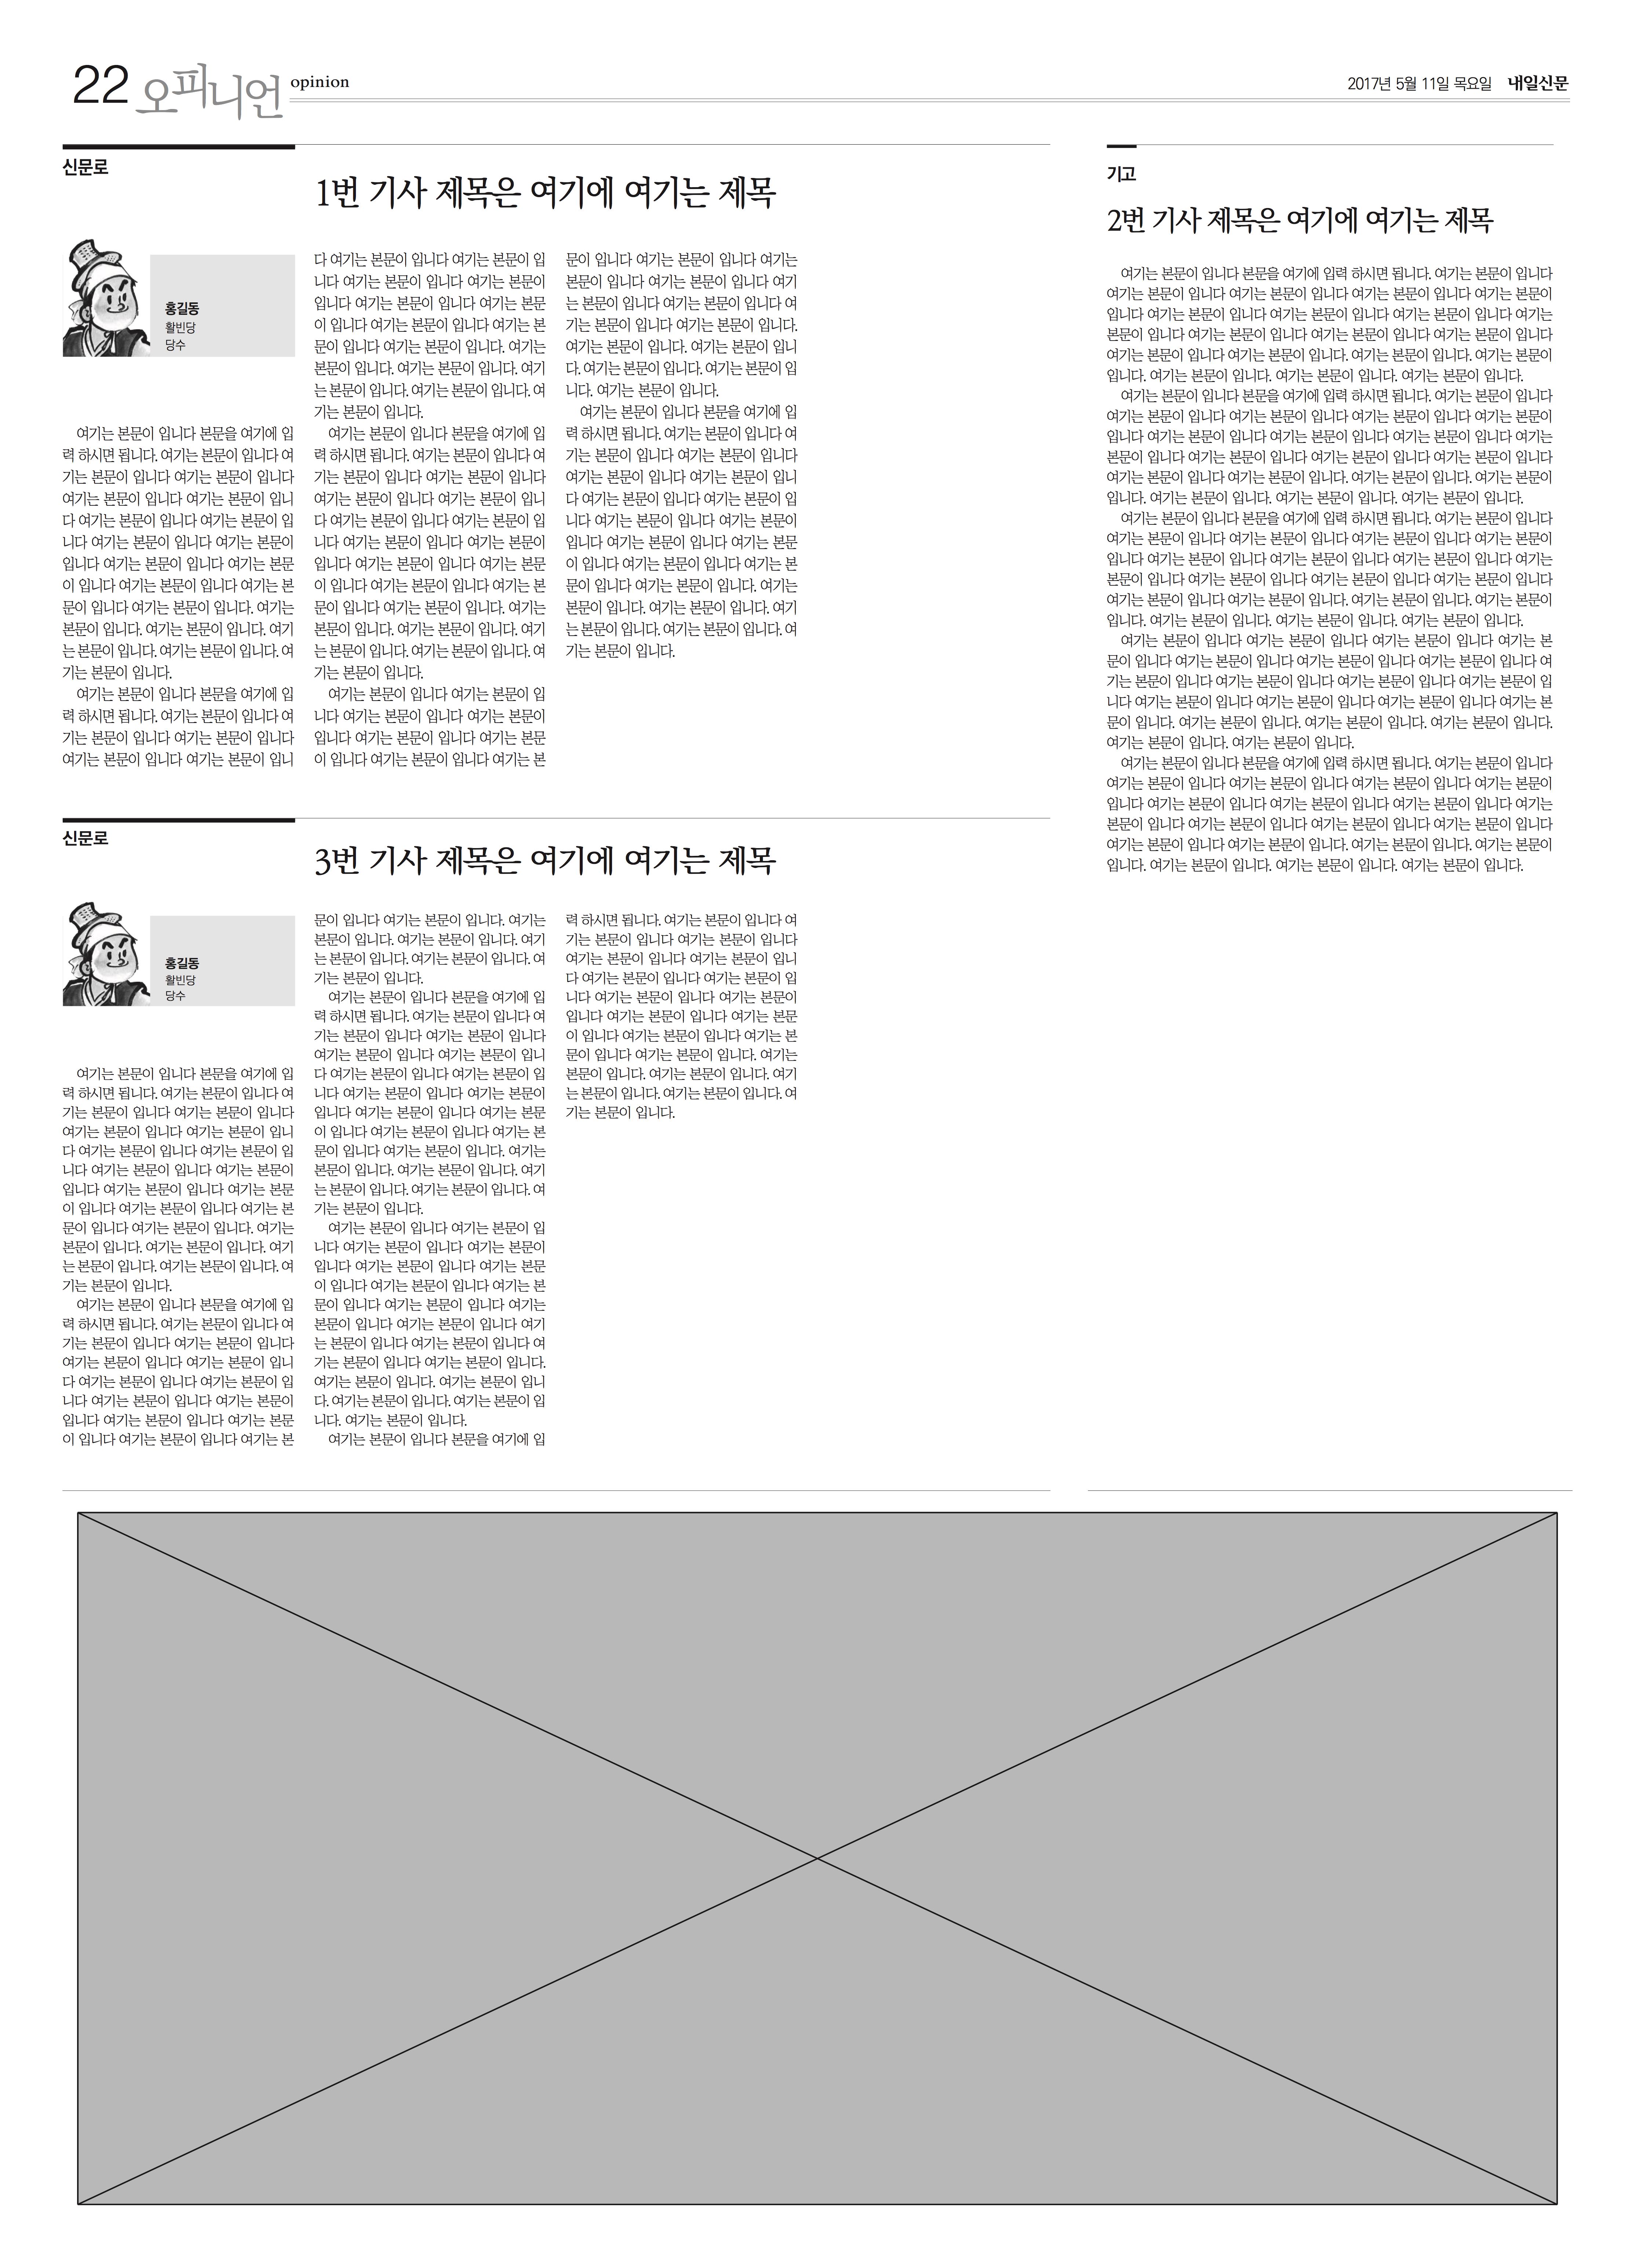 22 오피니언 opinion
2017년 5월 11일 목요일 내일신문
신문로
1번 기사 제목은 여기에 여기는 제목
홍길동
활빈당
당수
여기는 본문이 입니다 본문을 여기에 입
력 하시면 됩니다. 여기는 본문이 입니다 여
기는 본문이 입니다 여기는 본문이 입니다
여기는 본문이 입니다 여기는 본문이 입니
다 여기는 본문이 입니다 여기는 본문이 입
니다 여기는 본문이 입니다 여기는 본문이
입니다 여기는 본문이 입니다 여기는 본문
이 입니다 여기는 본문이 입니다 여기는 본
문이 입니다 여기는 본문이 입니다. 여기는
본문이 입니다. 여기는 본문이 입니다. 여기
는 본문이 입니다. 여기는 본문이 입니다. 여
기는 본문이 입니다.
여기는 본문이 입니다 본문을 여기에 입
력 하시면 됩니다. 여기는 본문이 입니다 여
기는 본문이 입니다 여기는 본문이 입니다
여기는 본문이 입니다 여기는 본문이 입니
다 여기는 본문이 입니다 여기는 본문이 입
니다 여기는 본문이 입니다 여기는 본문이
입니다 여기는 본문이 입니다 여기는 본문
이 입니다 여기는 본문이 입니다 여기는 본
문이 입니다 여기는 본문이 입니다. 여기는
본문이 입니다. 여기는 본문이 입니다. 여기
는 본문이 입니다. 여기는 본문이 입니다. 여
기는 본문이 입니다.
여기는 본문이 입니다 본문을 여기에 입
력 하시면 됩니다. 여기는 본문이 입니다 여
기는 본문이 입니다 여기는 본문이 입니다
여기는 본문이 입니다 여기는 본문이 입니
다 여기는 본문이 입니다 여기는 본문이 입
니다 여기는 본문이 입니다 여기는 본문이
입니다 여기는 본문이 입니다 여기는 본문
이 입니다 여기는 본문이 입니다 여기는 본
문이 입니다 여기는 본문이 입니다. 여기는
본문이 입니다. 여기는 본문이 입니다. 여기
는 본문이 입니다. 여기는 본문이 입니다. 여
기는 본문이 입니다.
여기는 본문이 입니다 여기는 본문이 입
니다 여기는 본문이 입니다 여기는 본문이
입니다 여기는 본문이 입니다 여기는 본문
이 입니다 여기는 본문이 입니다 여기는 본
문이 입니다 여기는 본문이 입니다 여기는
본문이 입니다 여기는 본문이 입니다 여기
는 본문이 입니다 여기는 본문이 입니다 여
기는 본문이 입니다 여기는 본문이 입니다.
여기는 본문이 입니다. 여기는 본문이 입니
다. 여기는 본문이 입니다. 여기는 본문이 입
니다. 여기는 본문이 입니다.
여기는 본문이 입니다 본문을 여기에 입
력 하시면 됩니다. 여기는 본문이 입니다 여
기는 본문이 입니다 여기는 본문이 입니다
여기는 본문이 입니다 여기는 본문이 입니
다 여기는 본문이 입니다 여기는 본문이 입
니다 여기는 본문이 입니다 여기는 본문이
입니다 여기는 본문이 입니다 여기는 본문
이 입니다 여기는 본문이 입니다 여기는 본
문이 입니다 여기는 본문이 입니다. 여기는
본문이 입니다. 여기는 본문이 입니다. 여기
는 본문이 입니다. 여기는 본문이 입니다. 여
기는 본문이 입니다.
기고
2번 기사 제목은 여기에 여기는 제목
여기는 본문이 입니다 본문을 여기에 입력 하시면 됩니다. 여기는 본문이 입니다
여기는 본문이 입니다 여기는 본문이 입니다 여기는 본문이 입니다 여기는 본문이
입니다 여기는 본문이 입니다 여기는 본문이 입니다 여기는 본문이 입니다 여기는
본문이 입니다 여기는 본문이 입니다 여기는 본문이 입니다 여기는 본문이 입니다
여기는 본문이 입니다 여기는 본문이 입니다. 여기는 본문이 입니다. 여기는 본문이
입니다. 여기는 본문이 입니다. 여기는 본문이 입니다. 여기는 본문이 입니다.
여기는 본문이 입니다 본문을 여기에 입력 하시면 됩니다. 여기는 본문이 입니다
여기는 본문이 입니다 여기는 본문이 입니다 여기는 본문이 입니다 여기는 본문이
입니다 여기는 본문이 입니다 여기는 본문이 입니다 여기는 본문이 입니다 여기는
본문이 입니다 여기는 본문이 입니다 여기는 본문이 입니다 여기는 본문이 입니다
여기는 본문이 입니다 여기는 본문이 입니다. 여기는 본문이 입니다. 여기는 본문이
입니다. 여기는 본문이 입니다. 여기는 본문이 입니다. 여기는 본문이 입니다.
여기는 본문이 입니다 본문을 여기에 입력 하시면 됩니다. 여기는 본문이 입니다
여기는 본문이 입니다 여기는 본문이 입니다 여기는 본문이 입니다 여기는 본문이
입니다 여기는 본문이 입니다 여기는 본문이 입니다 여기는 본문이 입니다 여기는
본문이 입니다 여기는 본문이 입니다 여기는 본문이 입니다 여기는 본문이 입니다
여기는 본문이 입니다 여기는 본문이 입니다. 여기는 본문이 입니다. 여기는 본문이
입니다. 여기는 본문이 입니다. 여기는 본문이 입니다. 여기는 본문이 입니다.
여기는 본문이 입니다 여기는 본문이 입니다 여기는 본문이 입니다 여기는 본
문이 입니다 여기는 본문이 입니다 여기는 본문이 입니다 여기는 본문이 입니다 여
기는 본문이 입니다 여기는 본문이 입니다 여기는 본문이 입니다 여기는 본문이 입
니다 여기는 본문이 입니다 여기는 본문이 입니다 여기는 본문이 입니다 여기는 본
문이 입니다. 여기는 본문이 입니다. 여기는 본문이 입니다. 여기는 본문이 입니다.
여기는 본문이 입니다. 여기는 본문이 입니다.
여기는 본문이 입니다 본문을 여기에 입력 하시면 됩니다. 여기는 본문이 입니다
여기는 본문이 입니다 여기는 본문이 입니다 여기는 본문이 입니다 여기는 본문이
입니다 여기는 본문이 입니다 여기는 본문이 입니다 여기는 본문이 입니다 여기는
본문이 입니다 여기는 본문이 입니다 여기는 본문이 입니다 여기는 본문이 입니다
여기는 본문이 입니다 여기는 본문이 입니다. 여기는 본문이 입니다. 여기는 본문이
입니다. 여기는 본문이 입니다. 여기는 본문이 입니다. 여기는 본문이 입니다.
신문로
3번 기사 제목은 여기에 여기는 제목
홍길동
활빈당
당수
여기는 본문이 입니다 본문을 여기에 입
력 하시면 됩니다. 여기는 본문이 입니다 여
기는 본문이 입니다 여기는 본문이 입니다
여기는 본문이 입니다 여기는 본문이 입니
다 여기는 본문이 입니다 여기는 본문이 입
니다 여기는 본문이 입니다 여기는 본문이
입니다 여기는 본문이 입니다 여기는 본문
이 입니다 여기는 본문이 입니다 여기는 본
문이 입니다 여기는 본문이 입니다. 여기는
본문이 입니다. 여기는 본문이 입니다. 여기
는 본문이 입니다. 여기는 본문이 입니다. 여
기는 본문이 입니다.
여기는 본문이 입니다 본문을 여기에 입
력 하시면 됩니다. 여기는 본문이 입니다 여
기는 본문이 입니다 여기는 본문이 입니다
여기는 본문이 입니다 여기는 본문이 입니
다 여기는 본문이 입니다 여기는 본문이 입
니다 여기는 본문이 입니다 여기는 본문이
입니다 여기는 본문이 입니다 여기는 본문
이 입니다 여기는 본문이 입니다 여기는 본
문이 입니다 여기는 본문이 입니다. 여기는
본문이 입니다. 여기는 본문이 입니다. 여기
는 본문이 입니다. 여기는 본문이 입니다. 여
기는 본문이 입니다.
여기는 본문이 입니다 본문을 여기에 입
력 하시면 됩니다. 여기는 본문이 입니다 여
기는 본문이 입니다 여기는 본문이 입니다
여기는 본문이 입니다 여기는 본문이 입니
다 여기는 본문이 입니다 여기는 본문이 입
니다 여기는 본문이 입니다 여기는 본문이
입니다 여기는 본문이 입니다 여기는 본문
이 입니다 여기는 본문이 입니다 여기는 본
문이 입니다 여기는 본문이 입니다. 여기는
본문이 입니다. 여기는 본문이 입니다. 여기
는 본문이 입니다. 여기는 본문이 입니다. 여
기는 본문이 입니다.
여기는 본문이 입니다 여기는 본문이 입
니다 여기는 본문이 입니다 여기는 본문이
입니다 여기는 본문이 입니다 여기는 본문
이 입니다 여기는 본문이 입니다 여기는 본
문이 입니다 여기는 본문이 입니다 여기는
본문이 입니다 여기는 본문이 입니다 여기
는 본문이 입니다 여기는 본문이 입니다 여
기는 본문이 입니다 여기는 본문이 입니다.
여기는 본문이 입니다. 여기는 본문이 입니
다. 여기는 본문이 입니다. 여기는 본문이 입
니다. 여기는 본문이 입니다.
여기는 본문이 입니다 본문을 여기에 입
력 하시면 됩니다. 여기는 본문이 입니다 여
기는 본문이 입니다 여기는 본문이 입니다
여기는 본문이 입니다 여기는 본문이 입니
다 여기는 본문이 입니다 여기는 본문이 입
니다 여기는 본문이 입니다 여기는 본문이
입니다 여기는 본문이 입니다 여기는 본문
이 입니다 여기는 본문이 입니다 여기는 본
문이 입니다 여기는 본문이 입니다. 여기는
본문이 입니다. 여기는 본문이 입니다. 여기
는 본문이 입니다. 여기는 본문이 입니다. 여
기는 본문이 입니다.